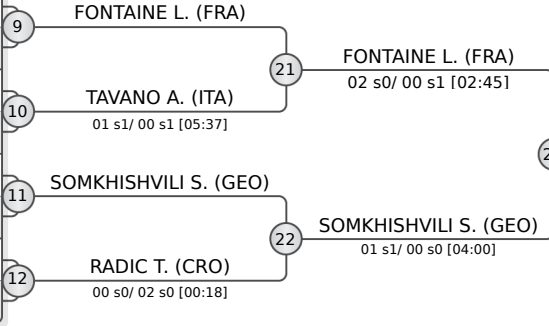 FONTAINE L. (FRA)
9
21
FONTAINE L. (FRA)
02 s0/ 00 s1 [02:45]
TAVANO A. (ITA)
10
01 s1/ 00 s1 [05:37]
SOMKHISHVILI S. (GEO)
11
22
SOMKHISHVILI S. (GEO)
01 s1/ 00 s0 [04:00]
RADIC T. (CRO)
12
00 s0/ 02 s0 [00:18]